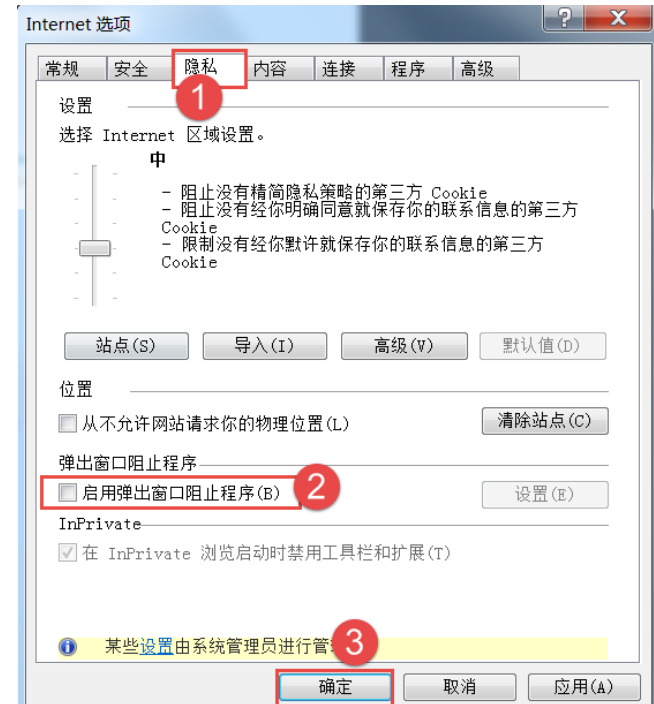 Internet 选项
常规 安全 隐私 内容 连接 程序 高级
1
设置
选择 Internet 区域设置。
中
- 阻止没有精简隐私策略的第三方 Cookie
- 阻止没有经你明确同意就保存你的联系信息的第三方
Cookie
- 限制没有经你默许就保存你的联系信息的第三方
Cookie
站点(S) 导入(I) 高级(V) 默认值(D)
位置
从不允许网站请求你的物理位置(L) 清除站点(C)
弹出窗口阻止程序
启用弹出窗口阻止程序(B) 2 设置(E)
InPrivate
在 InPrivate 浏览启动时禁用工具栏和扩展(T)
某些设置由系统管理员进行管 3
确定 取消 应用(A)